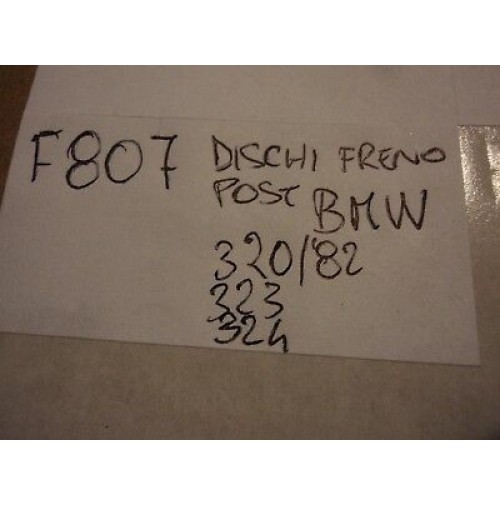 F807 DISCHI FRENO
POST BMW
320/'82
323
324